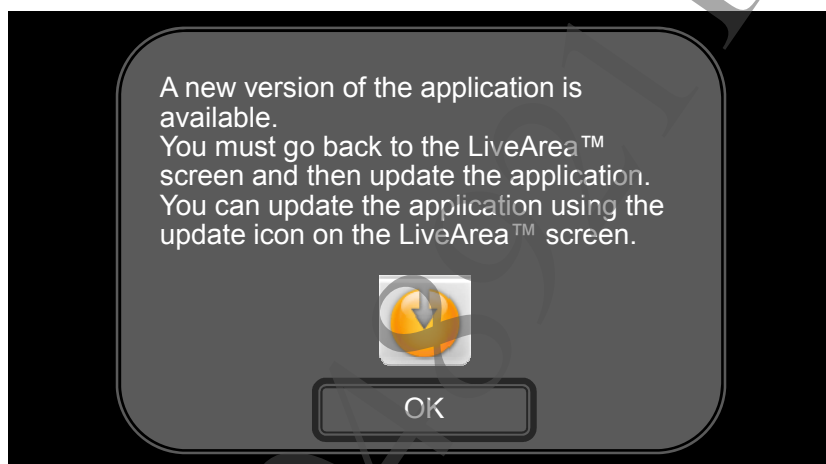 A new version of the application is
available.
You must go back to the LiveArea™
screen and then update the application.
You can update the application using the
update icon on the LiveArea™ screen.
OK